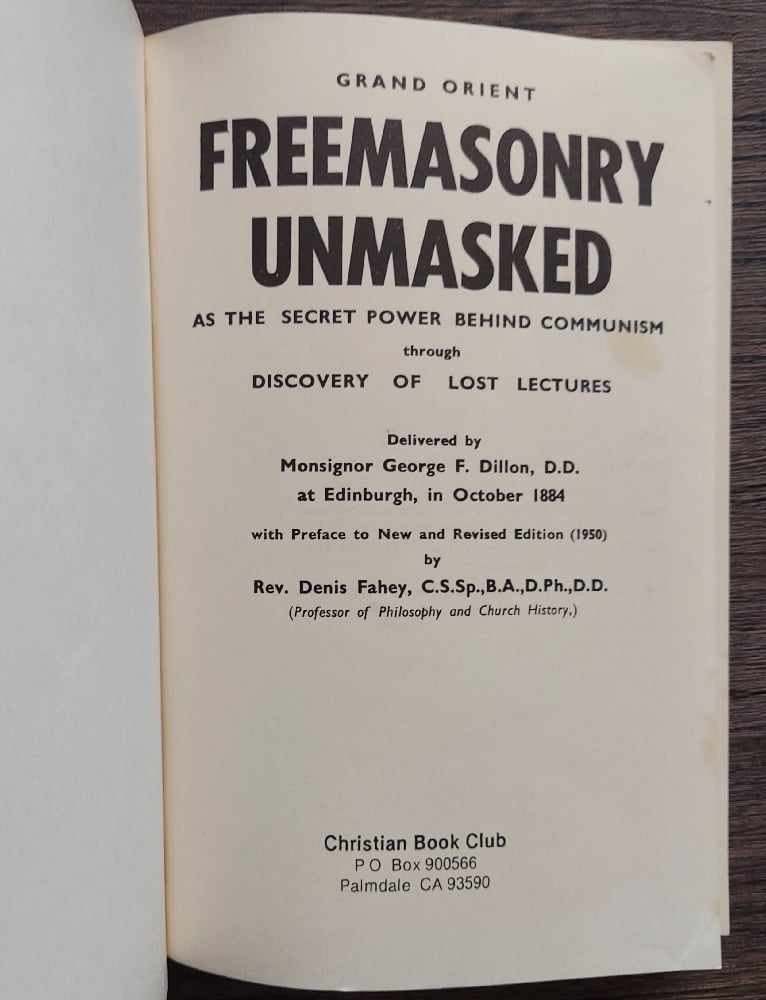 GRAND ORIENT
FREEMASONRY
UNMASKED
AS THE SECRET POWER BEHIND COMMUNISM
through
DISCOVERY OF LOST LECTURES
Delivered by
Monsignor George F. Dillon, D.D.
at Edinburgh, in October 1884
with Preface to New and Revised Edition (1950)
by
Rev. Denis Fahey, C.S.Sp.,B.A.,D.Ph.,D.D.
(Professor of Philosophy and Church History,)
Christian Book Club
P O Box 900566
Palmdale CA 93590